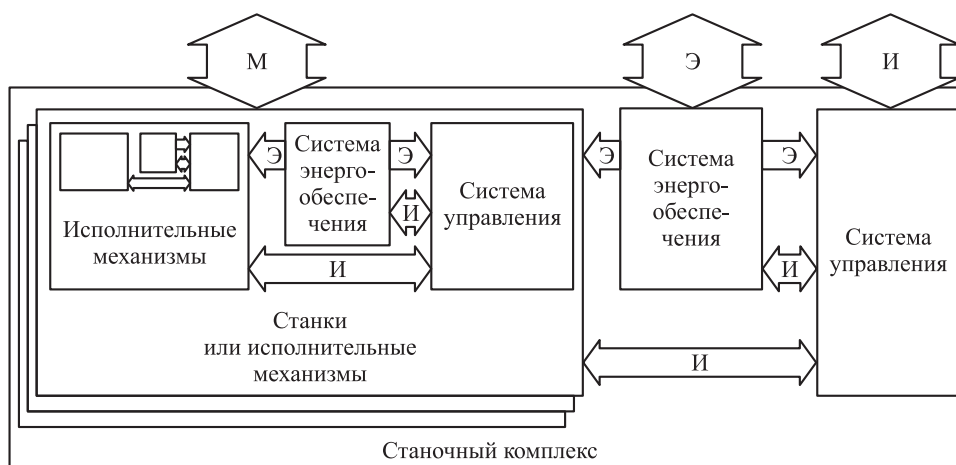 М
Э
И
Э
Система
энерго-
обеспе-
чения
Э
И
Система
управления
Исполнительные
механизмы
И
Станки
или исполнительные
механизмы
Э
Система
энерго-
обеспе-
чения
Э
И
Система
управления
И
Станочный комплекс